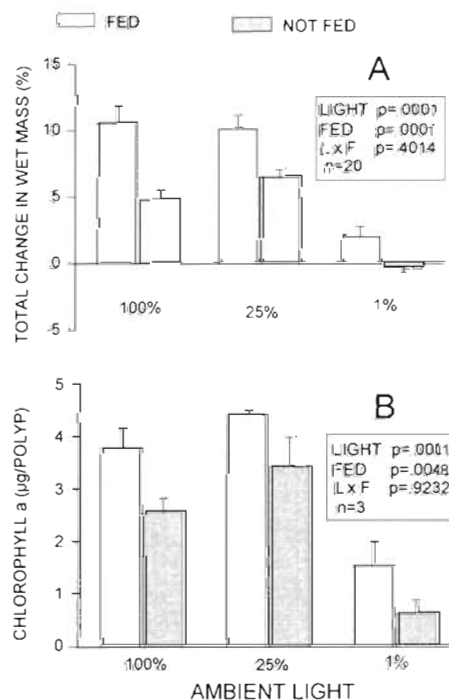 FED NOT FED
A
TOTAL CHANGE IN WET MASS (%)
15
10
5
0
-5
LIGHT p=.0001
FED p=.0001
L x F p=.4014
n=20
100% 25% 1%
B
CHLOROPHYLL a (µg/POLYP)
5
4
3
2
1
0
LIGHT p=.0001
FED p=.0048
L x F p=.9232
n=3
100% 25% 1%
AMBIENT LIGHT